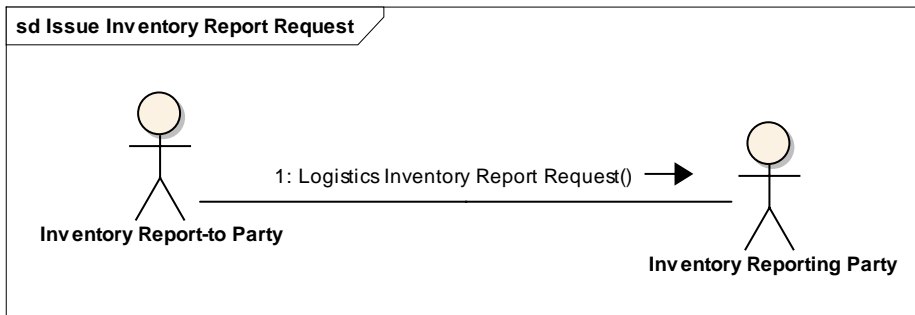 sd Issue Inventory Report Request
1: Logistics Inventory Report Request()
Inventory Report-to Party
Inventory Reporting Party